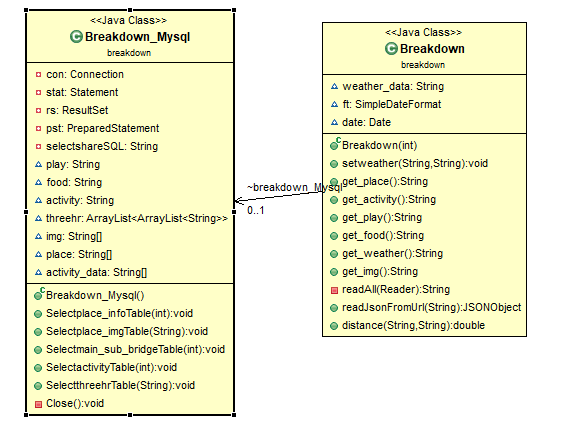 <<Java Class>>
Breakdown_Mysql
breakdown
con: Connection
stat: Statement
rs: ResultSet
pst: PreparedStatement
selectshareSQL: String
play: String
food: String
activity: String
threehr: ArrayList<ArrayList<String>>
img: String[]
place: String[]
activity_data: String[]
Breakdown_Mysql()
Selectplace_infoTable(int):void
Selectplace_imgTable(String):void
Selectmain_sub_bridgeTable(int):void
SelectactivityTable(int):void
SelectthreehrTable(String):void
Close():void
~breakdown_Mysql
0..1
<<Java Class>>
Breakdown
breakdown
weather_data: String
ft: SimpleDateFormat
date: Date
Breakdown(int)
setweather(String,String):void
get_place():String
get_activity():String
get_play():String
get_food():String
get_weather():String
get_img():String
readAll(Reader):String
readJsonFromUrl(String):JSONObject
distance(String,String):double